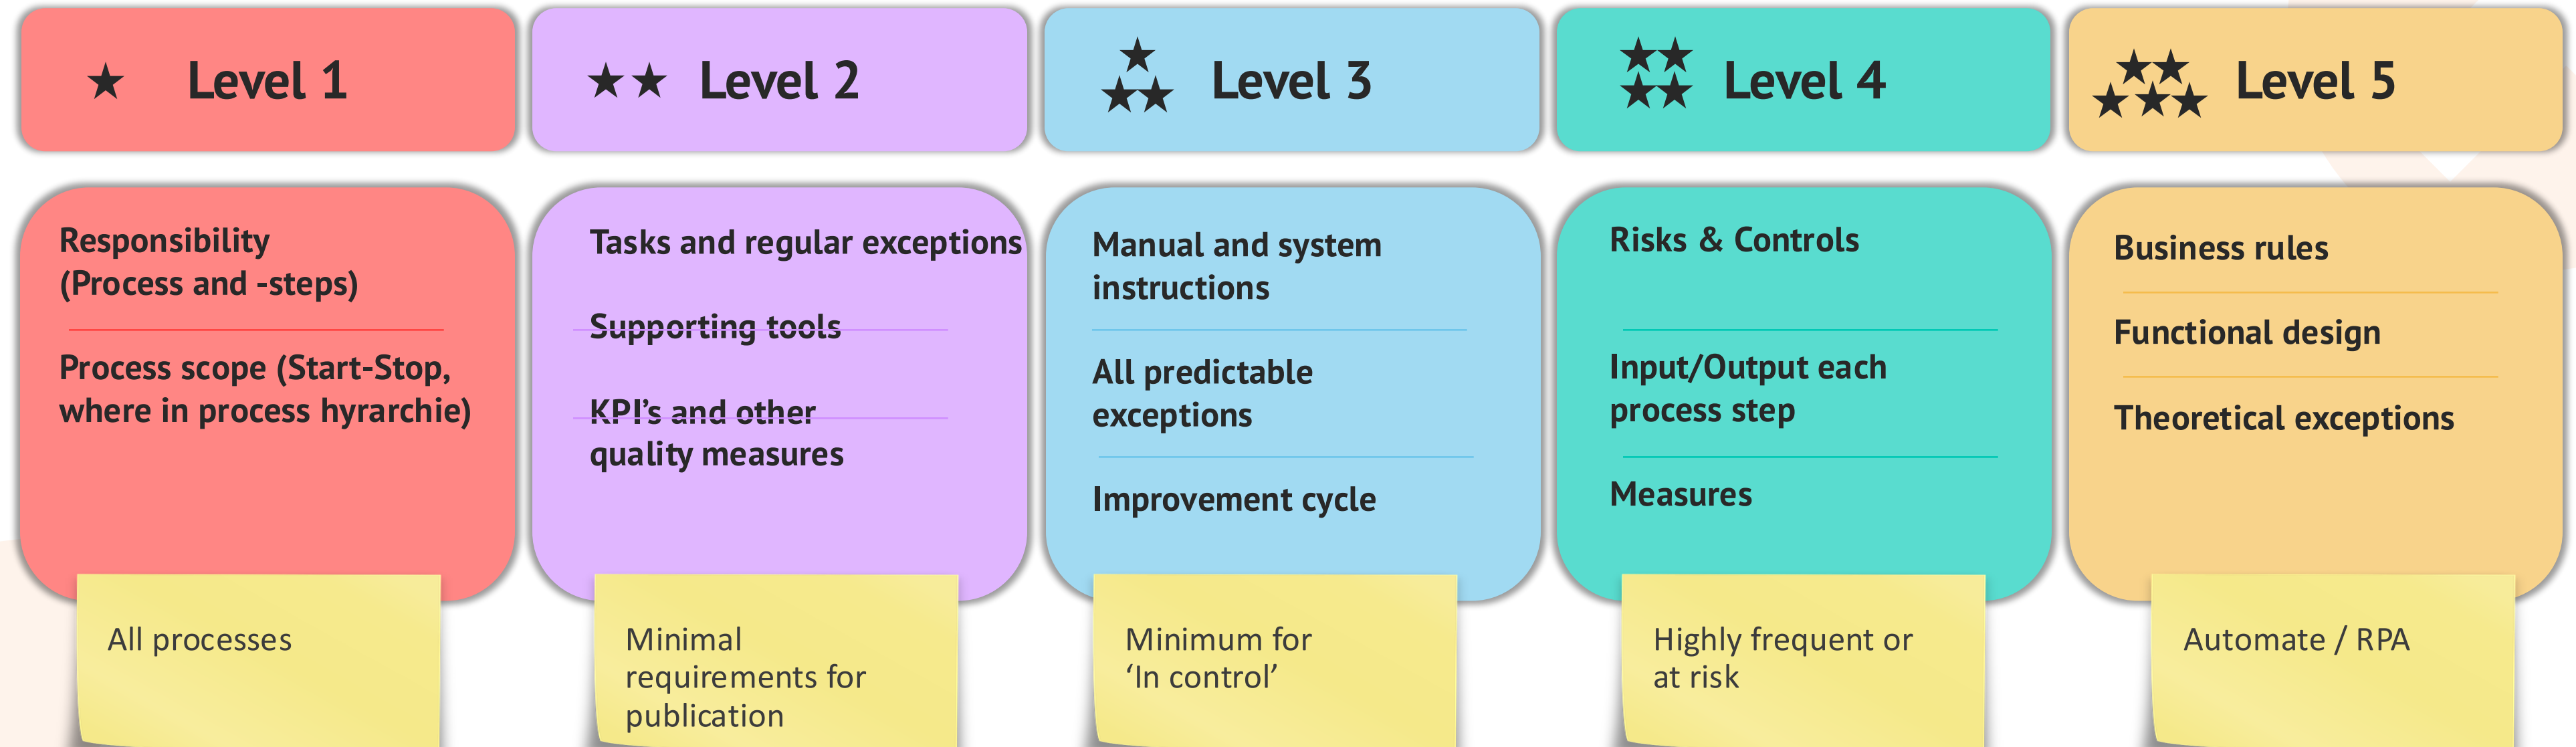 Level 1
Level 2
Level 3
Level 4
Level 5
Responsibility
(Process and -steps)
Process scope (Start-Stop,
where in process hyrarchie)
Tasks and regular exceptions
Supporting tools
KPI’s and other
quality measures
Manual and system
instructions
All predictable
exceptions
Improvement cycle
Risks & Controls
Input/Output each
process step
Measures
Business rules
Functional design
Theoretical exceptions
All processes
Minimal
requirements for
publication
Minimum for
‘In control’
Highly frequent or
at risk
Automate / RPA